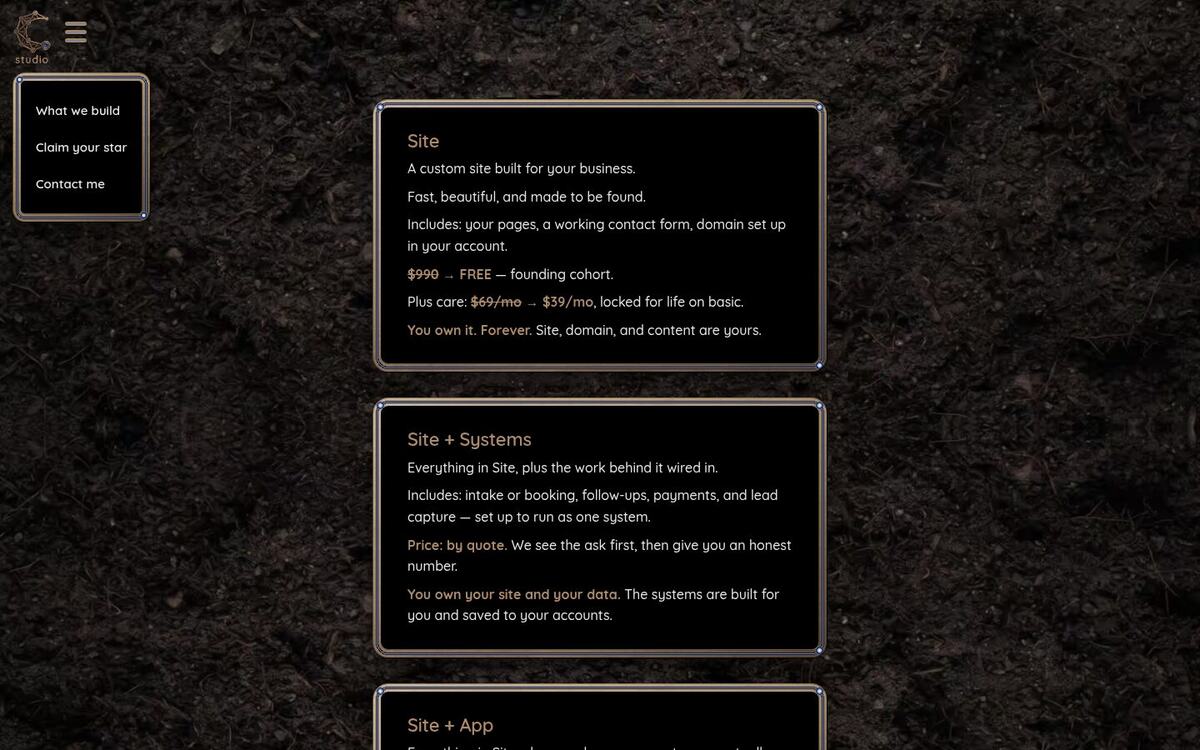 studio
What we build
Claim your star
Contact me
Site
A custom site built for your business.
Fast, beautiful, and made to be found.
Includes: your pages, a working contact form, domain set up
in your account.
$990 → FREE — founding cohort.
Plus care: $69/mo → $39/mo, locked for life on basic.
You own it. Forever. Site, domain, and content are yours.
Site + Systems
Everything in Site, plus the work behind it wired in.
Includes: intake or booking, follow-ups, payments, and lead
capture — set up to run as one system.
Price: by quote. We see the ask first, then give you an honest
number.
You own your site and your data. The systems are built for
you and saved to your accounts.
Site + App